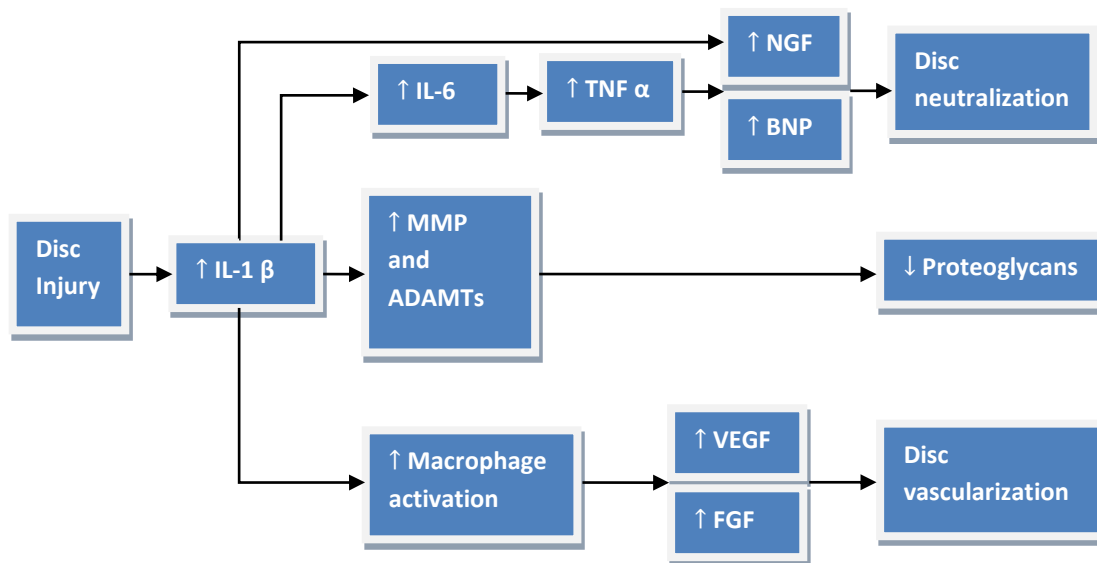 ↑ NGF
↑ IL-6
↑ TNF α
↑ BNP
Disc
neutralization
Disc
Injury
↑ IL-1 β
↑ MMP
and
ADAMTs
↓ Proteoglycans
↑ Macrophage
activation
↑ VEGF
↑ FGF
Disc
vascularization